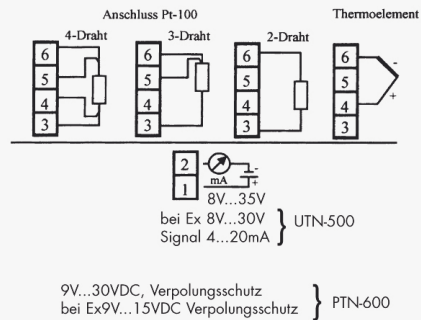 Anschluss Pt-100 Thermoelement
4-Draht 3-Draht 2-Draht
6 6 6 6
5 5 5 5 -
4 4 4 4 +
3 3 3 3
2 -
1 mA +
8V...35V
bei Ex 8V...30V UTN-500
Signal 4...20mA
9V...30VDC, Verpolungsschutz
bei Ex9V...15VDC Verpolungsschutz PTN-600